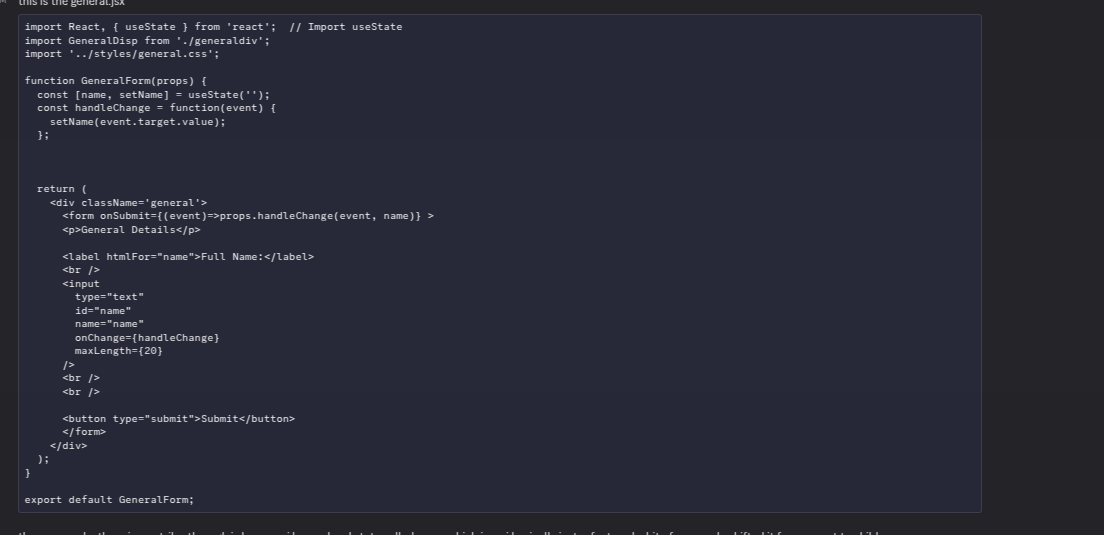 this is the general.jsx
import React, { useState } from 'react';  // Import useState
import GeneralDisp from './generaldiv';
import '../styles/general.css';
function GeneralForm(props) {
  const [name, setName] = useState('');
  const handleChange = function(event) {
    setName(event.target.value);
  };
  return (
    <div className='general'>
      <form onSubmit={(event)=>props.handleChange(event, name)} >
      <p>General Details</p>
      <label htmlFor="name">Full Name:</label>
      <br />
      <input
        type="text"
        id="name"
        name="name"
        onChange={handleChange}
        maxLength={20}
      />
      <br />
      <br />
      <button type="submit">Submit</button>
      </form>
    </div>
  );
}
export default GeneralForm;